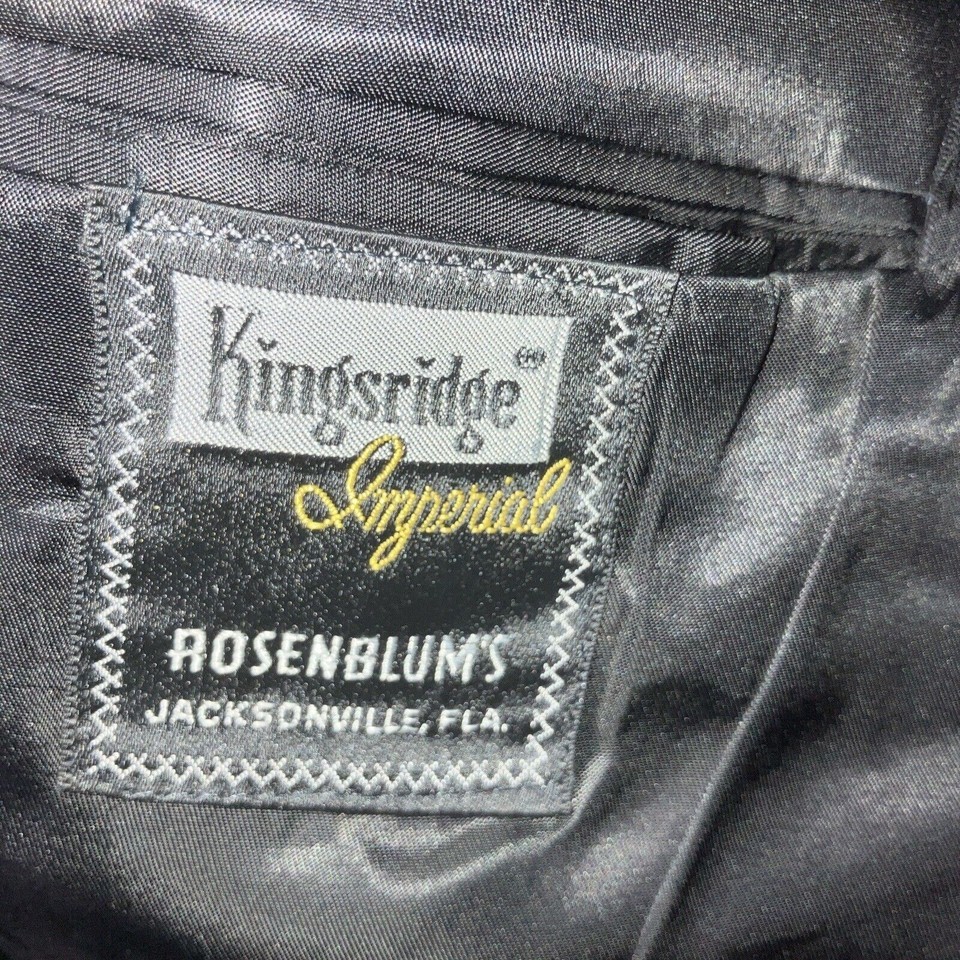 Kingsridge
Imperial
ROSENBLUM'S
JACKSONVILLE, FLA.